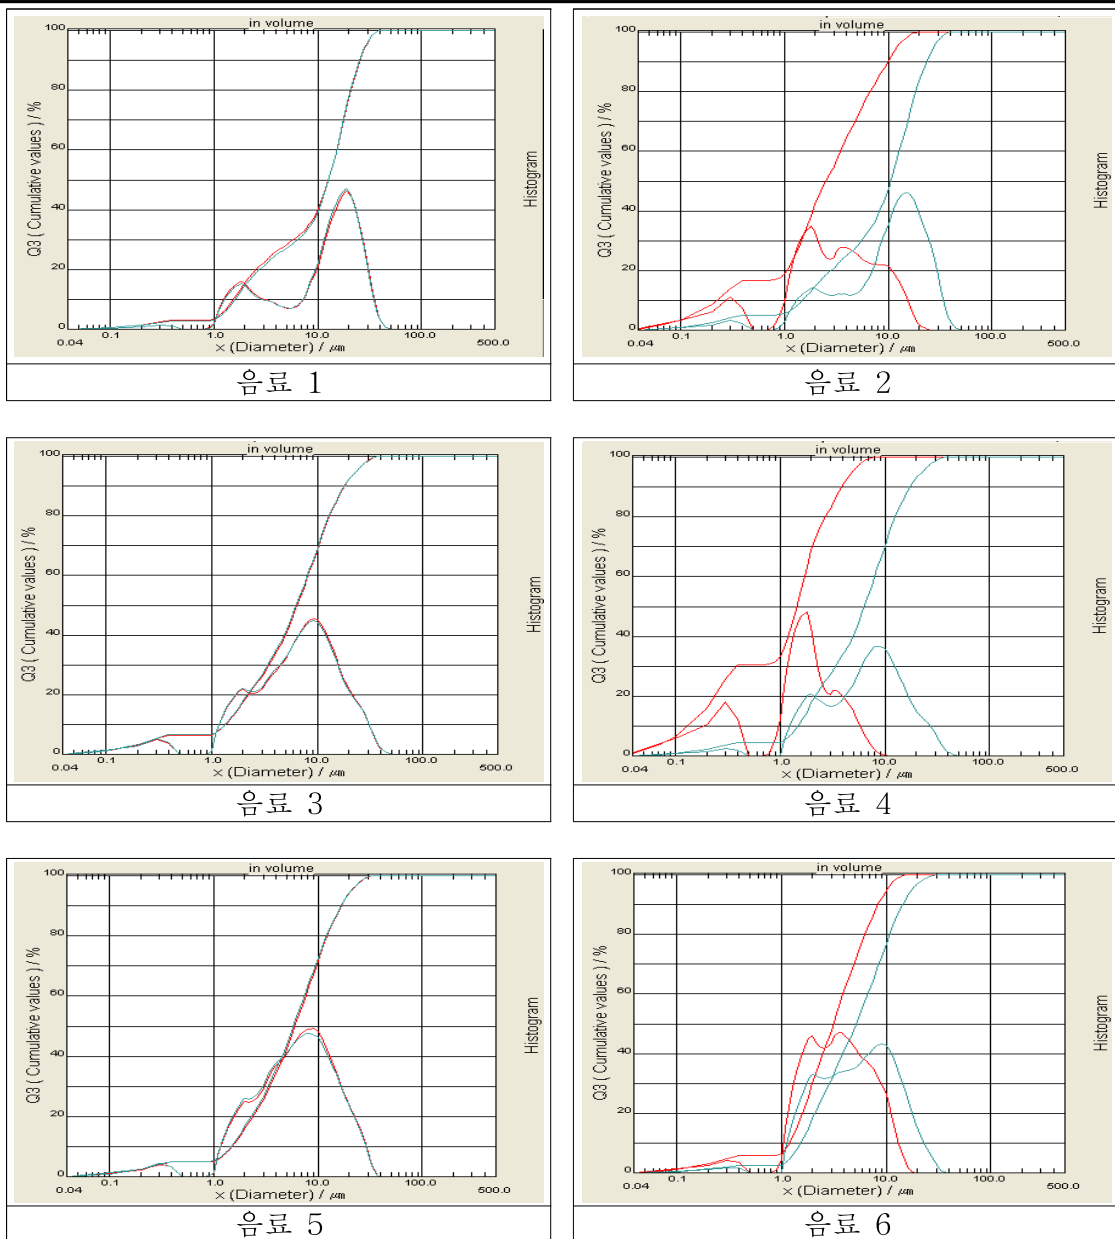 in volume
Q3 ( Cumulative values ) / %
100
80
60
40
20
0
0.04
0.1
1.0
10.0
100.0
500.0
x (Diameter) / μm
Histogram
음료 1
in volume
Q3 ( Cumulative values ) / %
100
80
60
40
20
0
0.04
0.1
1.0
10.0
100.0
500.0
x (Diameter) / μm
Histogram
음료 2
in volume
Q3 ( Cumulative values ) / %
100
80
60
40
20
0
0.04
0.1
1.0
10.0
100.0
500.0
x (Diameter) / μm
Histogram
음료 3
in volume
Q3 ( Cumulative values ) / %
100
80
60
40
20
0
0.04
0.1
1.0
10.0
100.0
500.0
x (Diameter) / μm
Histogram
음료 4
in volume
Q3 ( Cumulative values ) / %
100
80
60
40
20
0
0.04
0.1
1.0
10.0
100.0
500.0
x (Diameter) / μm
Histogram
음료 5
in volume
Q3 ( Cumulative values ) / %
100
80
60
40
20
0
0.04
0.1
1.0
10.0
100.0
500.0
x (Diameter) / μm
Histogram
음료 6